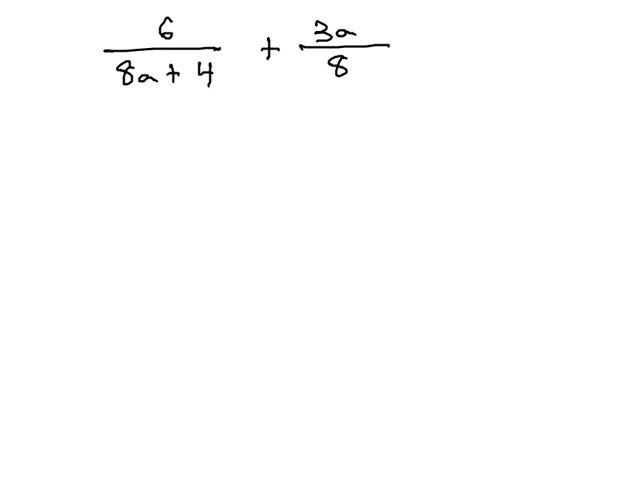 6/(8a + 4) + 3a/8